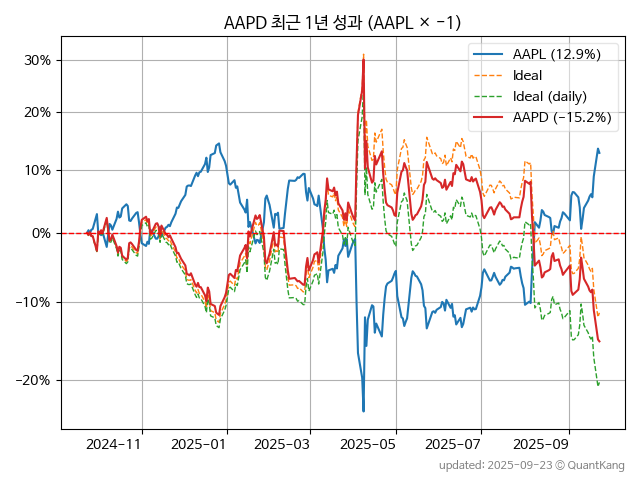 AAPD 최근 1년 성과 (AAPL × −1)
AAPL (12.9%)
Ideal
Ideal (daily)
AAPD (−15.2%)
30%
20%
10%
0%
−10%
−20%
2024-11
2025-01
2025-03
2025-05
2025-07
2025-09
updated: 2025-09-23 © QuantKang